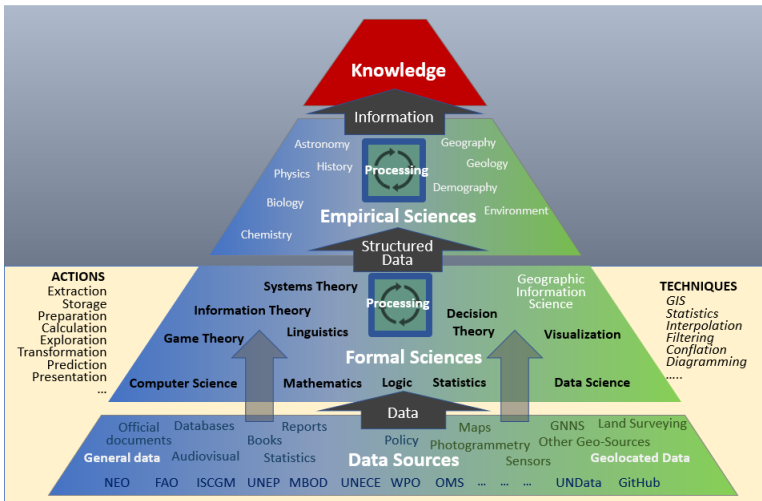 Knowledge
Information
Astronomy
Geography
Physics
History
Processing
Geology
Demography
Biology
Empirical Sciences
Environment
Chemistry
Structured
Data
ACTIONS
Extraction
Storage
Preparation
Calculation
Exploration
Transformation
Prediction
Presentation
…
Systems Theory
Geographic
Information
Science
Information Theory
Processing
Decision
Theory
Game Theory
Linguistics
Visualization
Formal Sciences
Computer Science
Mathematics
Logic
Statistics
Data Science
TECHNIQUES
GIS
Statistics
Interpolation
Filtering
Conflation
Diagramming
…..
Data
Official
documents
Databases
Reports
Books
Policy
Maps
GNNS
Land Surveying
Photogrammetry
Other Geo-Sources
General data
Audiovisual
Statistics
Data Sources
Sensors
Geolocated Data
NEO FAO ISCGM UNEP MBOD UNECE WPO OMS … … … UNData GitHub